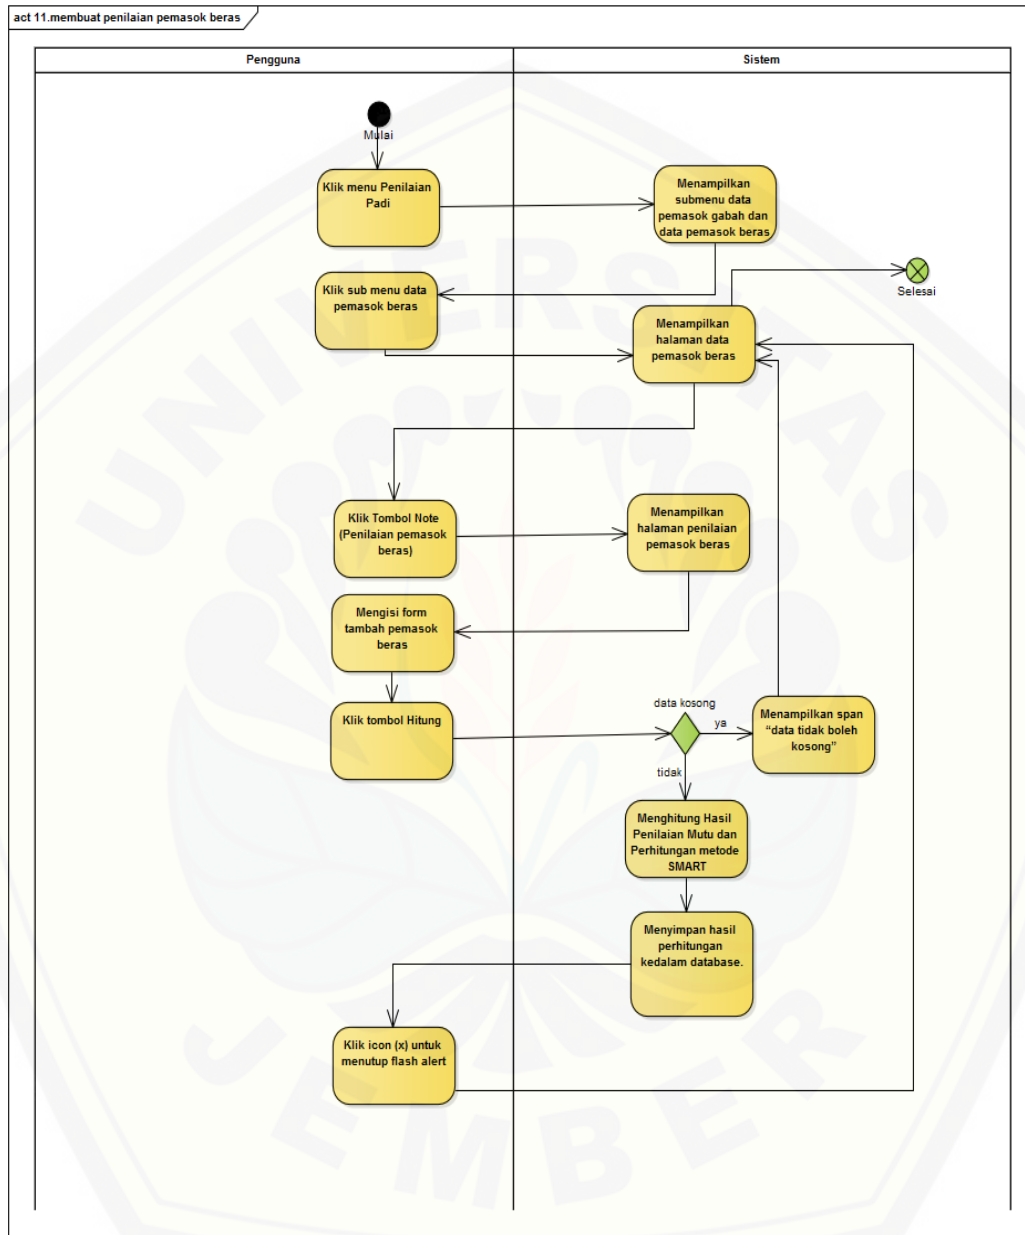 act 11.membuat penilaian pemasok beras
Pengguna
Sistem
Mulai
Klik menu Penilaian
Padi
Menampilkan
submenu data
pemasok gabah dan
data pemasok beras
Klik sub menu data
pemasok beras
Selesai
Menampilkan
halaman data
pemasok beras
Klik Tombol Note
(Penilaian pemasok
beras)
Menampilkan
halaman penilaian
pemasok beras
Mengisi form
tambah pemasok
beras
Klik tombol Hitung
data kosong
ya
tidak
Menampilkan span
“data tidak boleh
kosong”
Menghitung Hasil
Penilaian Mutu dan
Perhitungan metode
SMART
Menyimpan hasil
perhitungan
kedalam database.
Klik icon (x) untuk
menutup flash alert
UNIVERSITAS
JEMBER